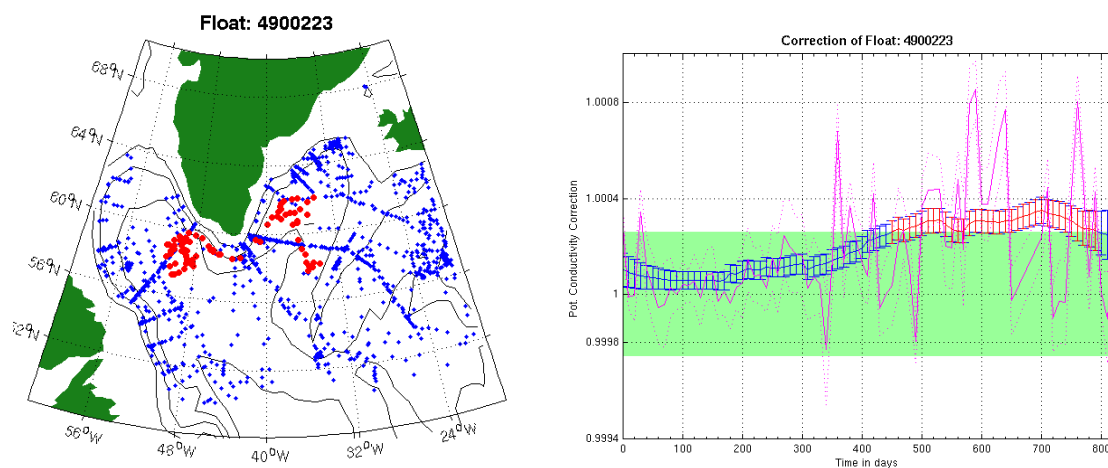 Float: 4900223
68°N
64°N
60°N
56°N
52°N
56°W
48°W
40°W
32°W
24°W
Correction of Float: 4900223
Pot. Conductivity Correction
1.0008
1.0004
1
0.9998
0.9994
0 100 200 300 400 500 600 700 800
Time in days